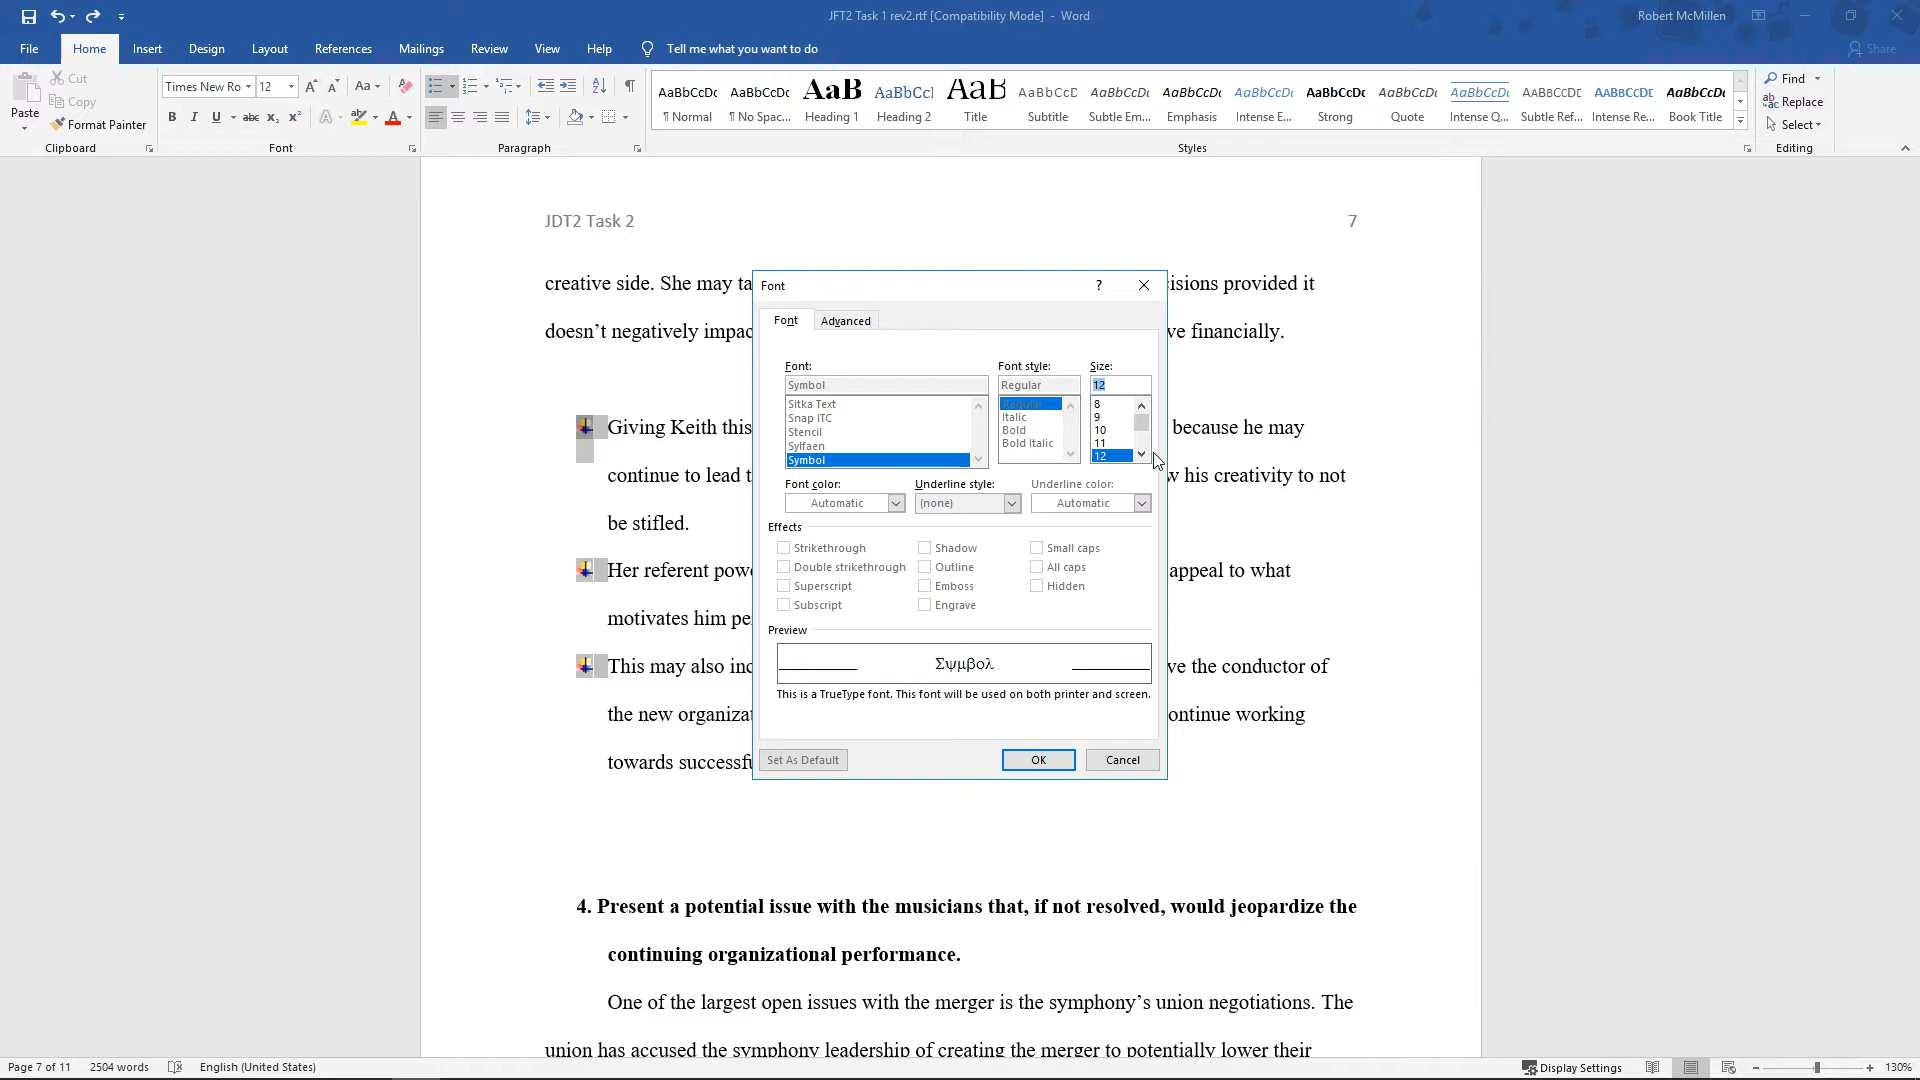 JFT2 Task 1 rev2.rtf [Compatibility Mode] - Word
Robert McMillen
File Home Insert Design Layout References Mailings Review View Help Tell me what you want to do Share
Paste
Cut
Copy
Format Painter
Clipboard
Times New Ro 12
Aa
B I U abc X₂ X²
A A
Font
Paragraph
AaBbCcDc AaBbCcDc AaB AaBbCcI AaB AaBbCcD AaBbCcDc AaBbCcDc AaBbCcDc AaBbCcDc AaBbCcDc AaBbCcDc AABBCCDE AABBCCDE AaBbCcDc
¶ Normal ¶ No Spac... Heading 1 Heading 2 Title Subtitle Subtle Em... Emphasis Intense E... Strong Quote Intense Q... Subtle Ref... Intense Re... Book Title
Styles
Find
Replace
Select
Editing
JDT2 Task 2 7
creative side. She may ta
isions provided it
doesn’t negatively impac
ve financially.
Giving Keith this
because he may
continue to lead t
w his creativity to not
be stifled.
Her referent powe
appeal to what
motivates him pe
This may also inc
ve the conductor of
the new organizat
ontinue working
towards successfu
Font ?
Font Advanced
Font: Font style: Size:
Symbol Regular 12
Sitka Text
Snap ITC
Stencil
Sylfaen
Symbol
Regular
Italic
Bold
Bold Italic
8
9
10
11
12
Font color: Underline style: Underline color:
Automatic (none) Automatic
Effects
Strikethrough Shadow Small caps
Double strikethrough Outline All caps
Superscript Emboss Hidden
Subscript Engrave
Preview
Σψμβολ
This is a TrueType font. This font will be used on both printer and screen.
Set As Default OK Cancel
4. Present a potential issue with the musicians that, if not resolved, would jeopardize the
continuing organizational performance.
One of the largest open issues with the merger is the symphony’s union negotiations. The
union has accused the symphony leadership of creating the merger to potentially lower their
Page 7 of 11 2504 words English (United States) Display Settings 130%